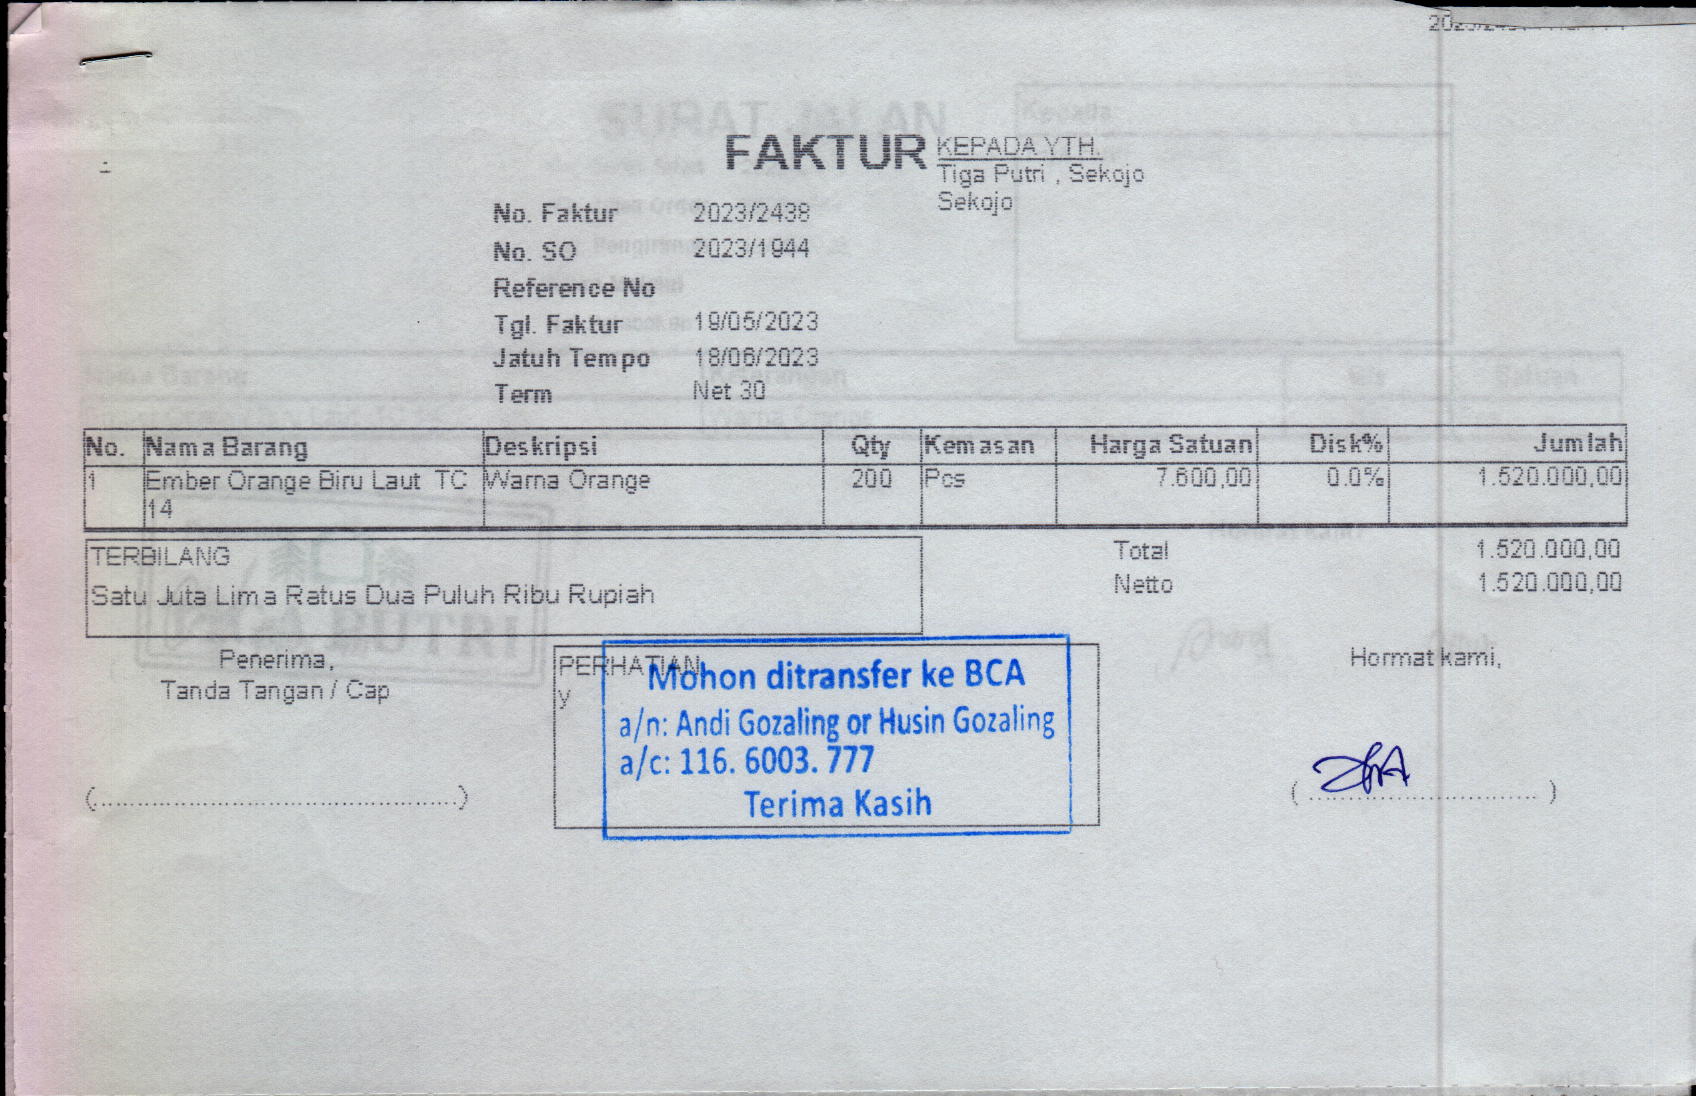 FAKTUR
KEPADA YTH.
Tiga Putri , Sekojo
Sekojo
No. Faktur 2023/2438
No. SO 2023/1944
Reference No
Tgl. Faktur 19/05/2023
Jatuh Tempo 18/06/2023
Term Net 30
No. Nama Barang Deskripsi Qty Kemasan Harga Satuan Disk% Jumlah
1 Ember Orange Biru Laut TC Warna Orange 200 Pcs 7.600,00 0.0% 1.520.000,00
14
TERBILANG
Satu Juta Lima Ratus Dua Puluh Ribu Rupiah
Total 1.520.000,00
Netto 1.520.000,00
Penerima,
Tanda Tangan / Cap
PERHATIAN
y
Mohon ditransfer ke BCA
a/n: Andi Gozaling or Husin Gozaling
a/c: 116. 6003. 777
Terima Kasih
Hormat kami,
SURAT JALAN
Kepada
TIGA PUTRI